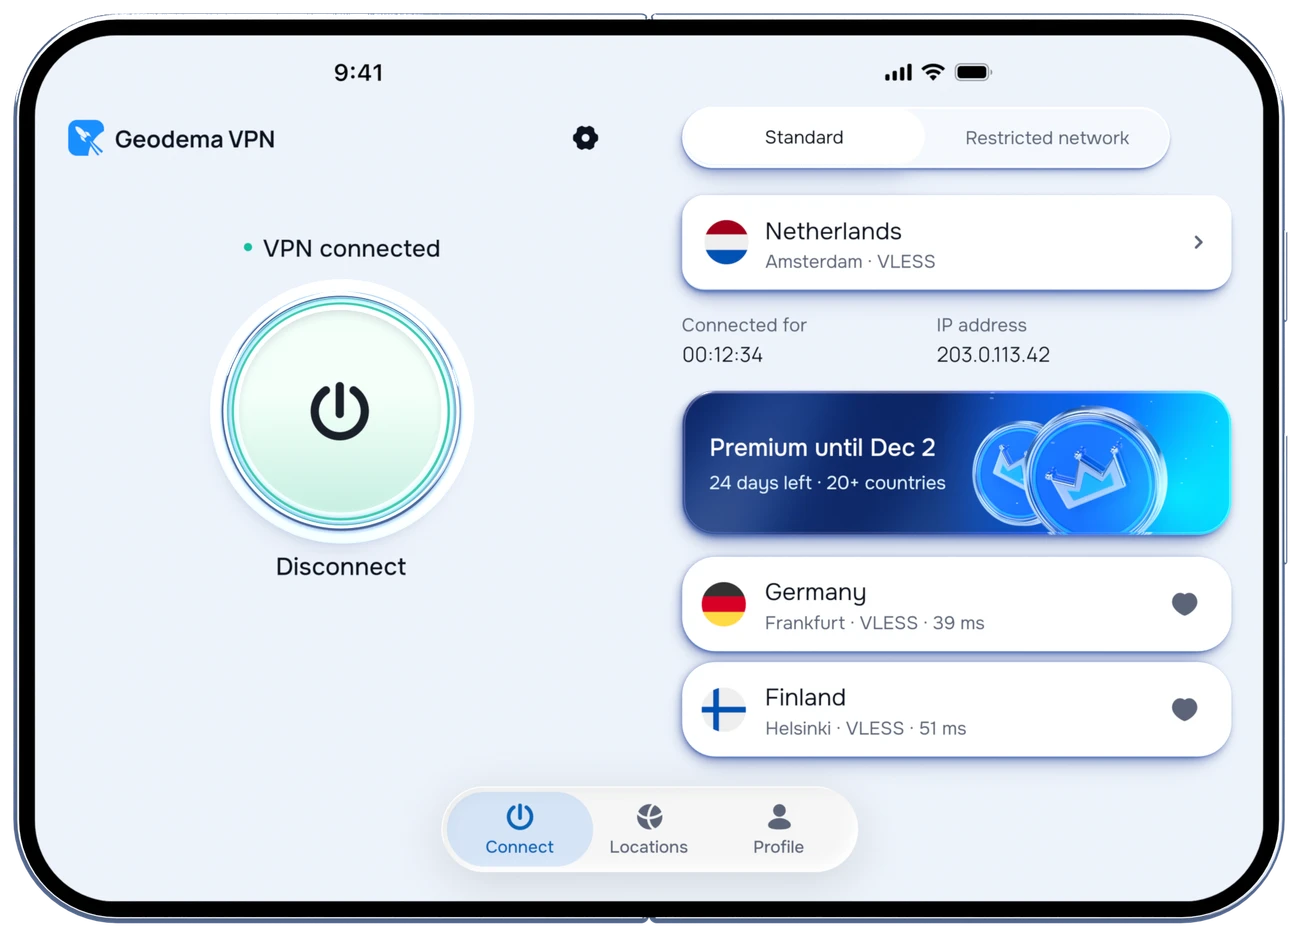 9:41
Geodema VPN
VPN connected
Disconnect
Standard
Restricted network
Netherlands
Amsterdam · VLESS
Connected for
IP address
00:12:34
203.0.113.42
Premium until Dec 2
24 days left · 20+ countries
Germany
Frankfurt · VLESS · 39 ms
Finland
Helsinki · VLESS · 51 ms
Connect
Locations
Profile